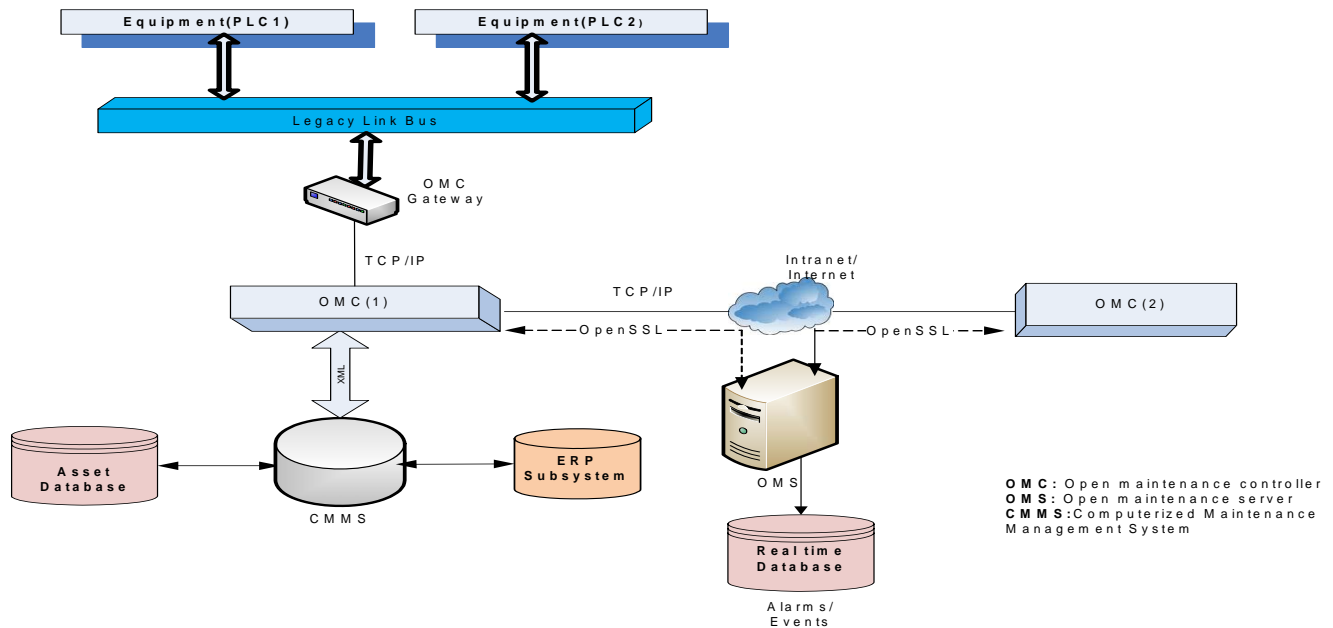 Equipment(PLC1)
Equipment(PLC2)
Legacy Link Bus
OMC
Gateway
TCP/IP
Intranet/
Internet
OMC(1)
TCP/IP
OMC(2)
OpenSSL
OpenSSL
XML
Asset
Database
ERP
Subsystem
CMMS
OMS
OMC: Open maintenance controller
OMS: Open maintenance server
CMMS:Computerized Maintenance
Management System
Realtime
Database
Alarms/
Events